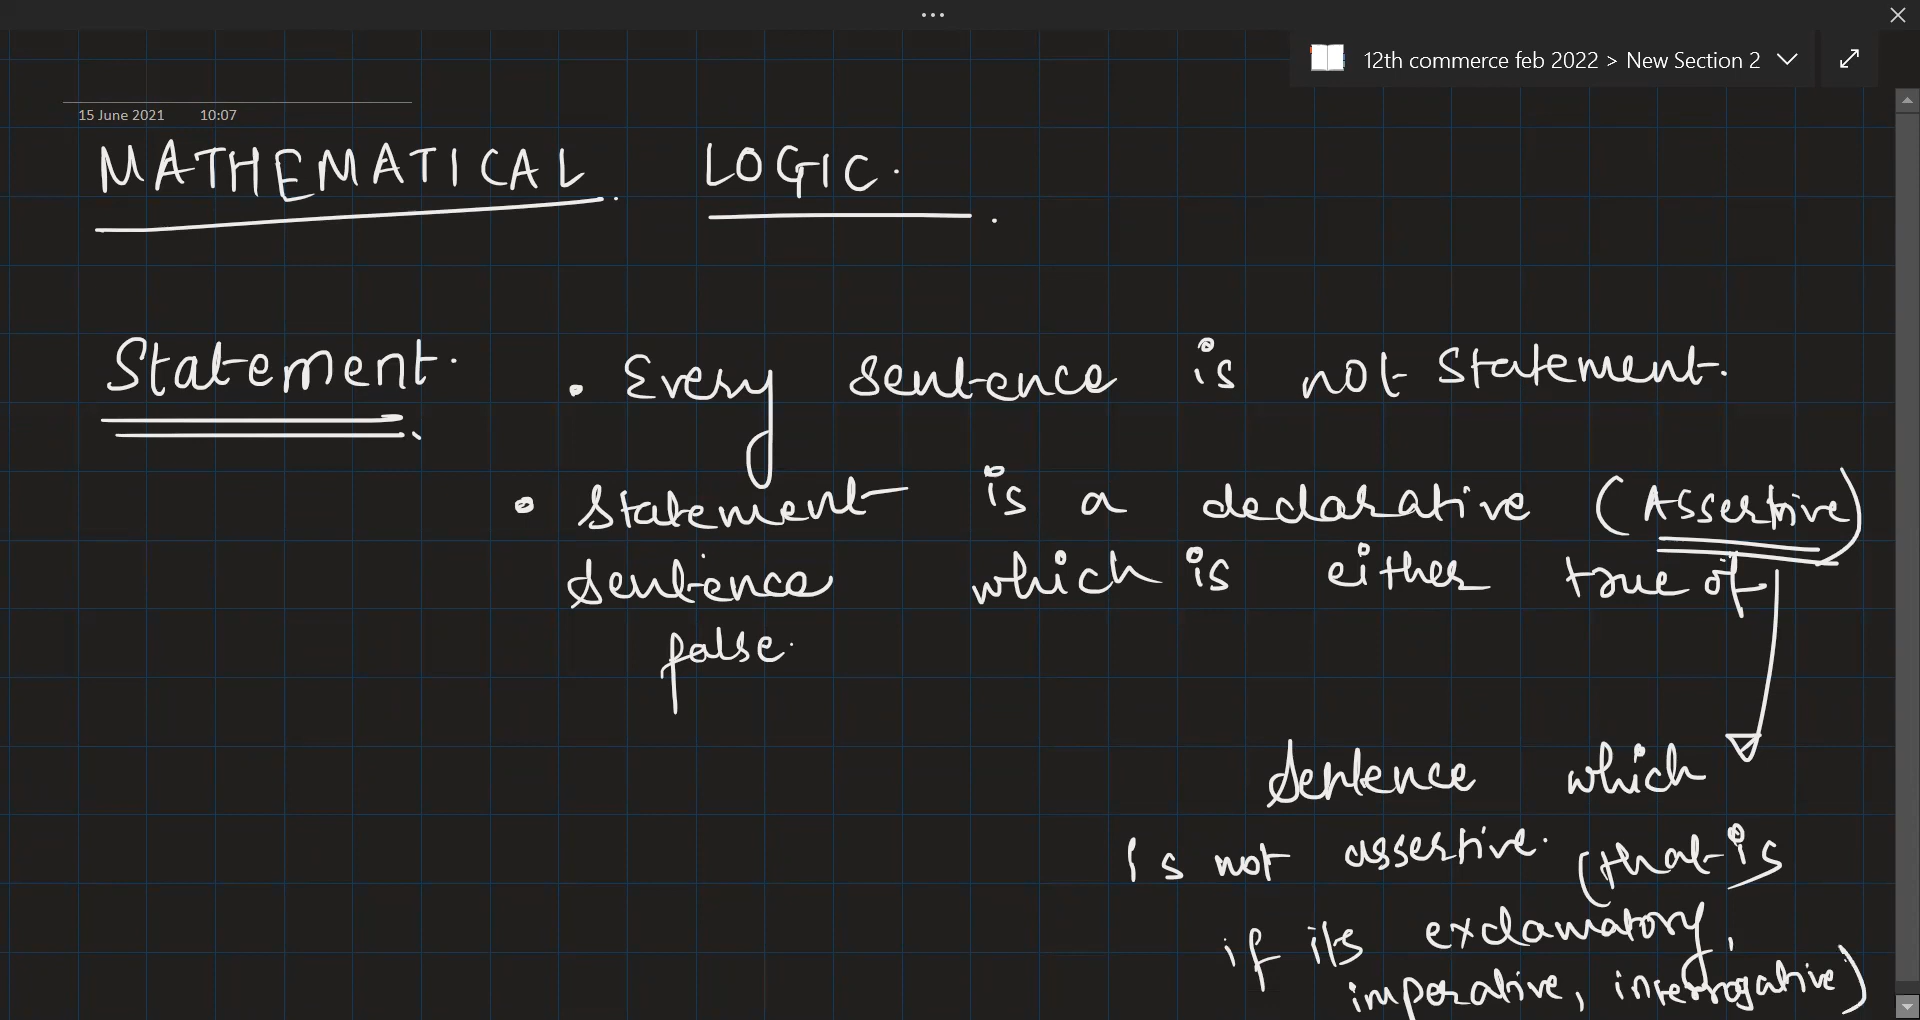 12th commerce feb 2022 > New Section 2
15 June 2021 10:07
MATHEMATICAL LOGIC.
Statement. • Every sentence is not statement.
• Statement is a declarative (Assertive)
sentence which is either true or
false.
Sentence which
is not assertive. (that is
if it's exclamatory,
imperative, interrogative)